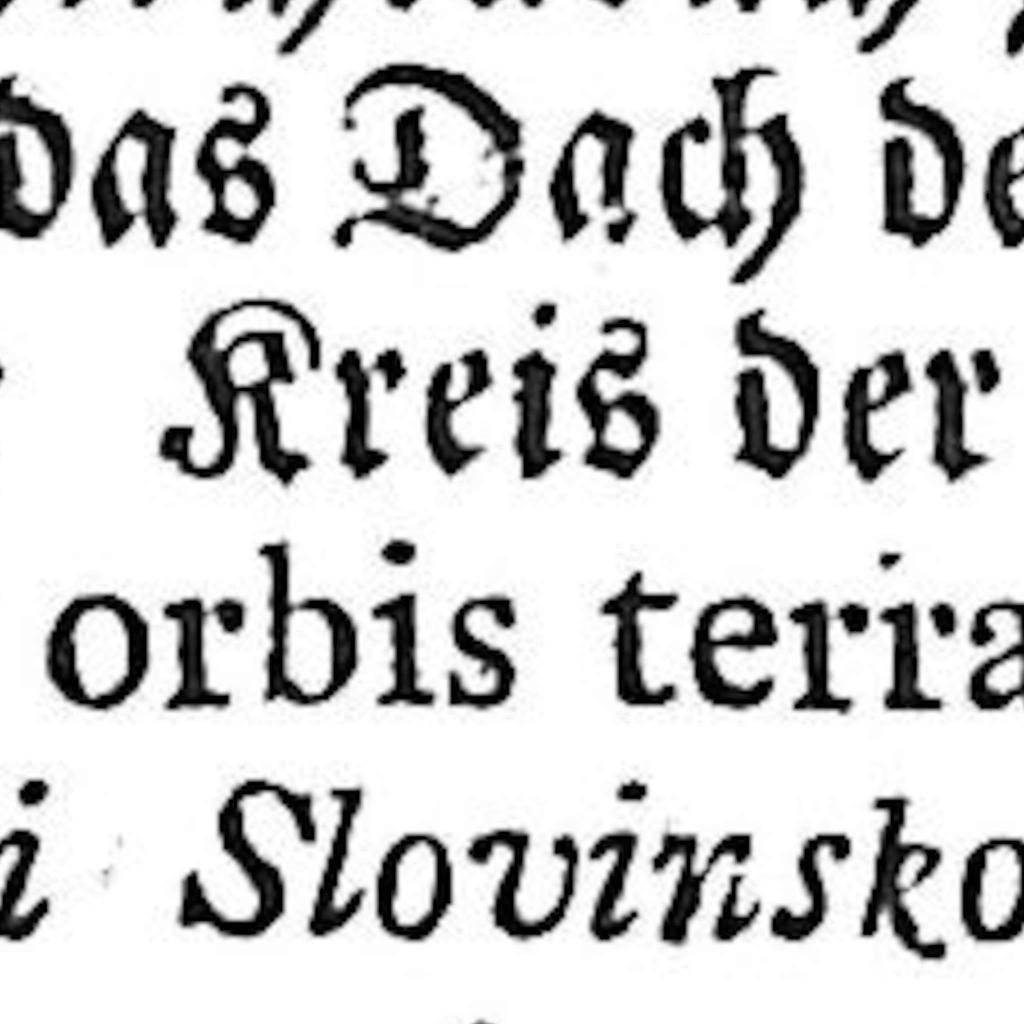 das Dach de
Kreis der
orbis terra
i Slovinsko